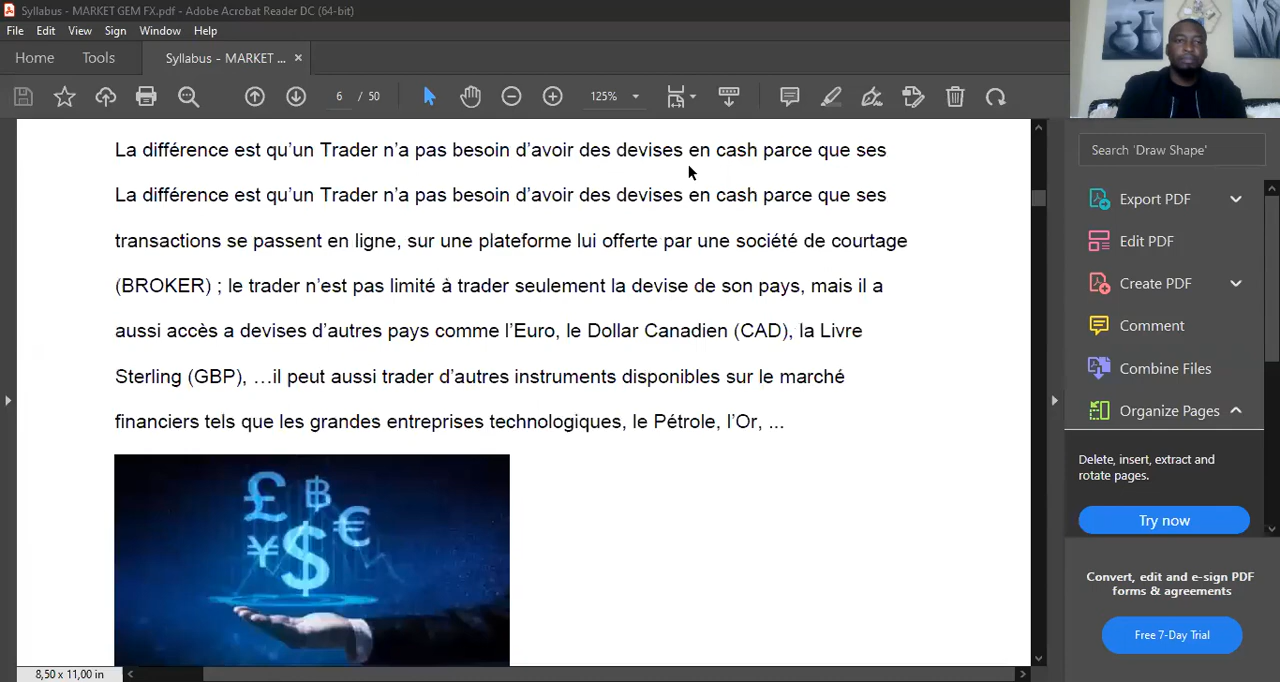 Syllabus - MARKET GEM FX.pdf - Adobe Acrobat Reader DC (64-bit)
File Edit View Sign Window Help
Home Tools Syllabus - MARKET ... ×
6 / 50 125%
La différence est qu’un Trader n’a pas besoin d’avoir des devises en cash parce que ses
La différence est qu’un Trader n’a pas besoin d’avoir des devises en cash parce que ses
transactions se passent en ligne, sur une plateforme lui offerte par une société de courtage
(BROKER) ; le trader n’est pas limité à trader seulement la devise de son pays, mais il a
aussi accès a devises d’autres pays comme l’Euro, le Dollar Canadien (CAD), la Livre
Sterling (GBP), …il peut aussi trader d’autres instruments disponibles sur le marché
financiers tels que les grandes entreprises technologiques, le Pétrole, l’Or, ...
£ ₿ € ¥ $
8,50 x 11,00 in
Search 'Draw Shape'
Export PDF
Edit PDF
Create PDF
Comment
Combine Files
Organize Pages
Delete, insert, extract and
rotate pages.
Try now
Convert, edit and e-sign PDF
forms & agreements
Free 7-Day Trial